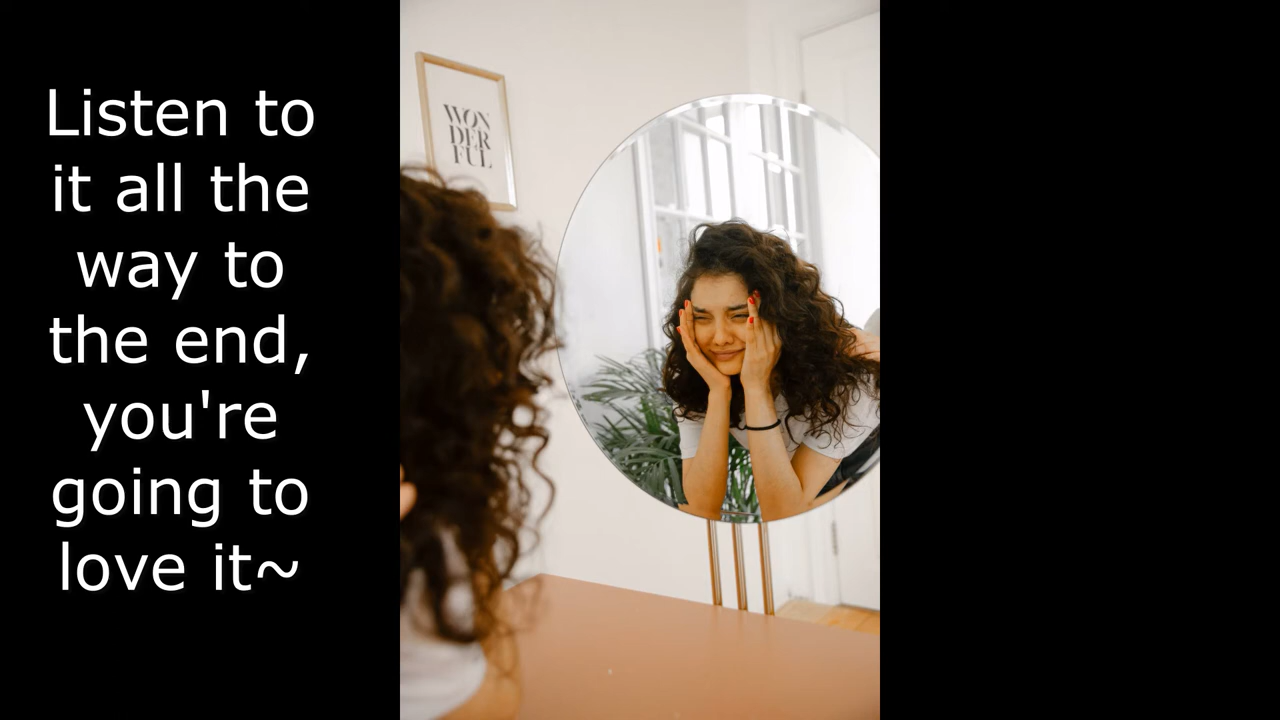 Listen to
it all the
way to
the end,
you're
going to
love it~
WON
DER
FUL